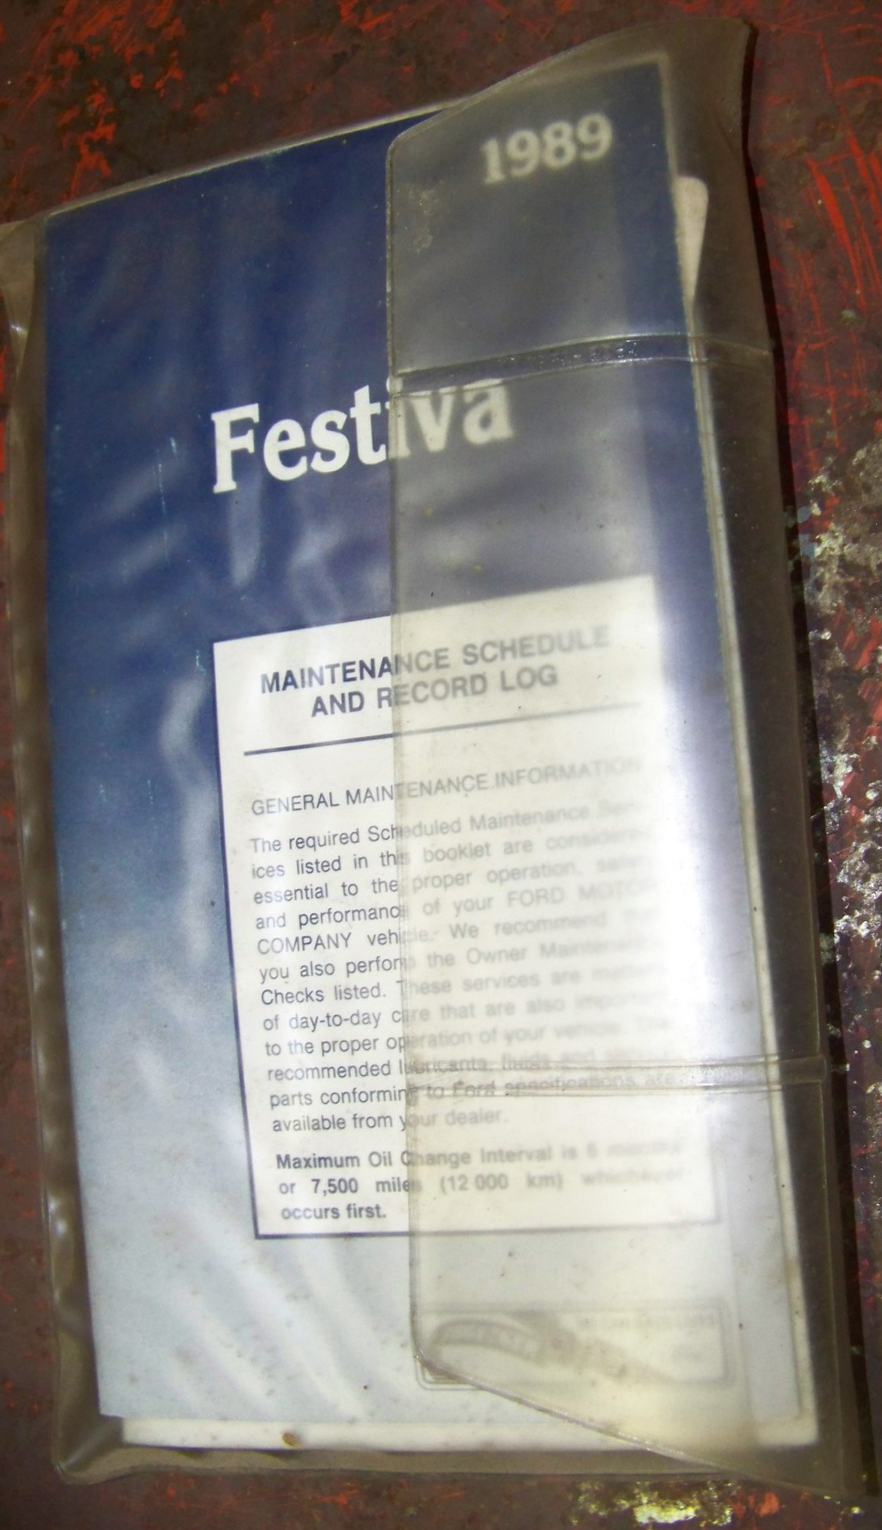 1989
Festiva
MAINTENANCE SCHEDULE
AND RECORD LOG
GENERAL MAINTENANCE INFORMATION
The required Scheduled Maintenance Serv-
ices listed in this booklet are considered
essential to the proper operation,
and performance of your FORD MOTOR
COMPANY vehicle. We recommend
you also perform the Owner Maintenance
Checks listed. These services are matters
of day-to-day care that are also important
to the proper operation of your vehicle. The
recommended lubricants, fluids and
parts conforming to Ford specifications are
available from your dealer.
Maximum Oil Change Interval is 6 months
or 7,500 miles (12 000 km) whichever
occurs first.